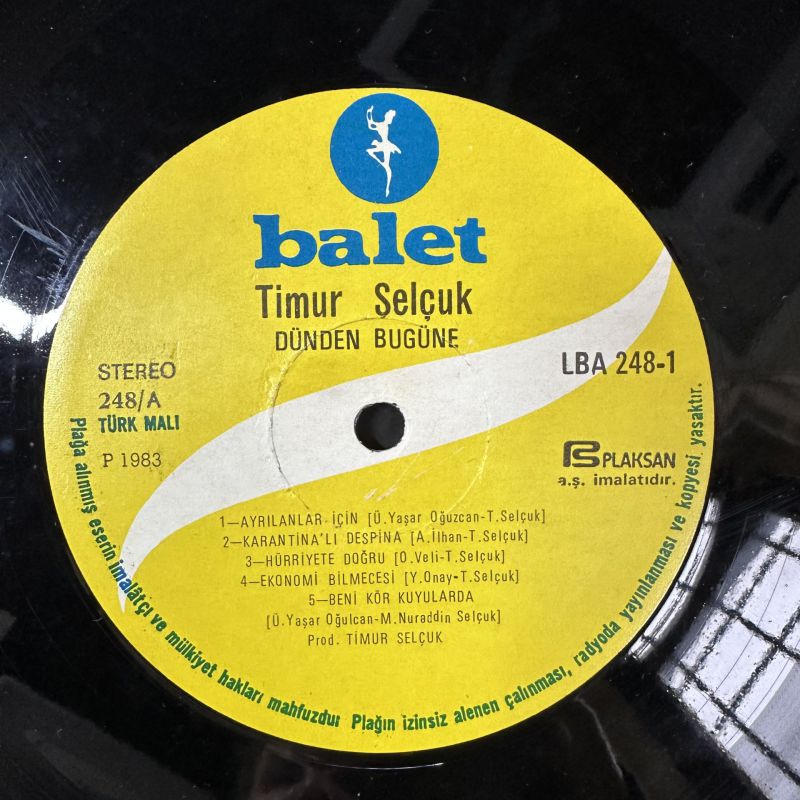 balet
Timur Selçuk
DÜNDEN BUGÜNE
STEREO
248/A
TÜRK MALI
P 1983
LBA 248-1
PLAKSAN
a.ş. imalatıdır.
1—AYRILANLAR İÇİN [Ü.Yaşar Oğuzcan-T.Selçuk]
2—KARANTİNA'LI DESPINA [A.İlhan-T.Selçuk]
3—HÜRRİYETE DOĞRU [O.Veli-T.Selçuk]
4—EKONOMİ BİLMECESİ [Y.Onay-T.Selçuk]
5—BENİ KÖR KUYULARDA
[Ü.Yaşar Oğulcan-M.Nuraddin Selçuk]
Prod. TİMUR SELÇUK
Plağa alınmış eserin imalâtçı ve mülkiyet hakları mahfuzdur Plağın izinsiz alenen çalınması, radyoda yayınlanması ve kopyesi yasaktır.